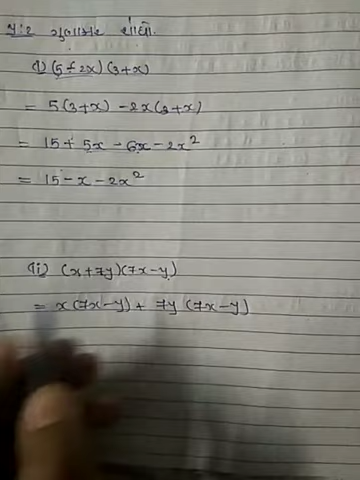 પ્ર:૨ ગુણાકાર શોધો.
(i) (5-2x)(3+x)
= 5(3+x) -2x(3+x)
= 15+ 5x - 6x - 2x²
= 15 - x - 2x²
(ii) (x+7y)(7x-y)
= x(7x-y) + 7y (7x-y)